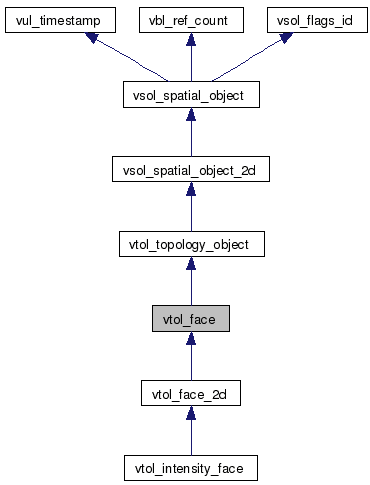 vul_timestamp vbl_ref_count vsol_flags_id
vsol_spatial_object
vsol_spatial_object_2d
vtol_topology_object
vtol_face
vtol_face_2d
vtol_intensity_face